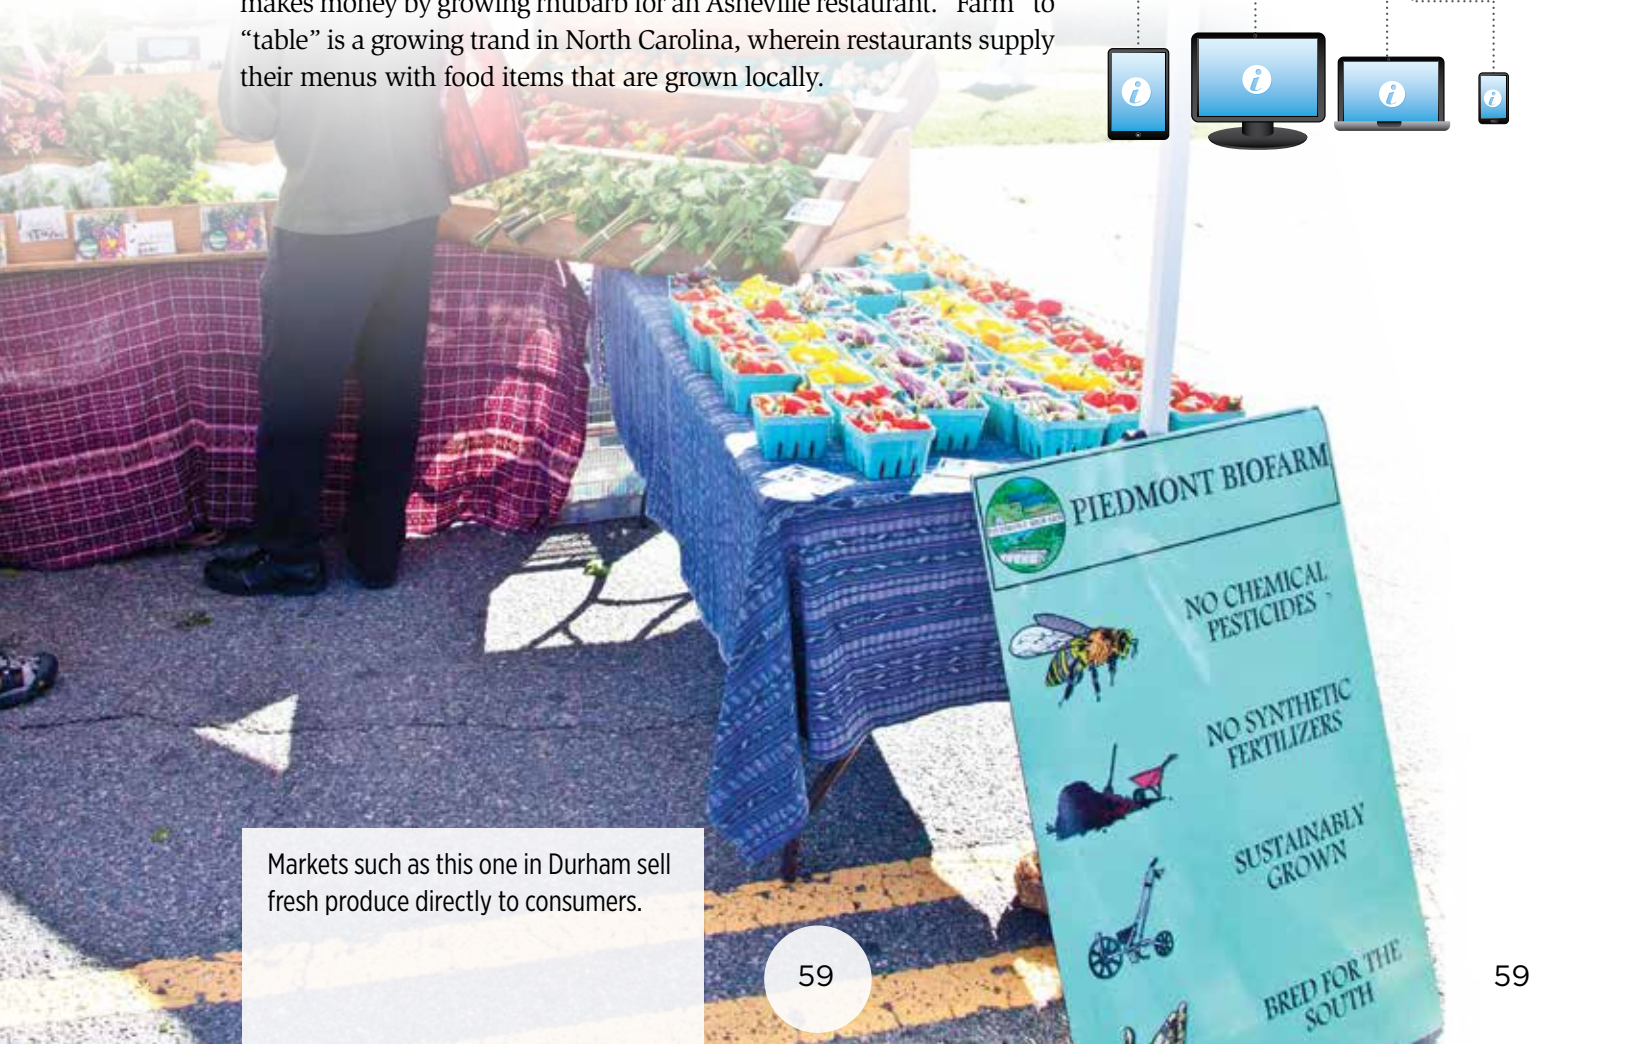 makes money by growing rhubarb for an Asheville restaurant. “Farm” to
“table” is a growing trand in North Carolina, wherein restaurants supply
their menus with food items that are grown locally.
i
i
i
i
PIEDMONT BIOFARM
NO CHEMICAL
PESTICIDES
NO SYNTHETIC
FERTILIZERS
SUSTAINABLY
GROWN
BRED FOR THE
SOUTH
Markets such as this one in Durham sell
fresh produce directly to consumers.
59
59